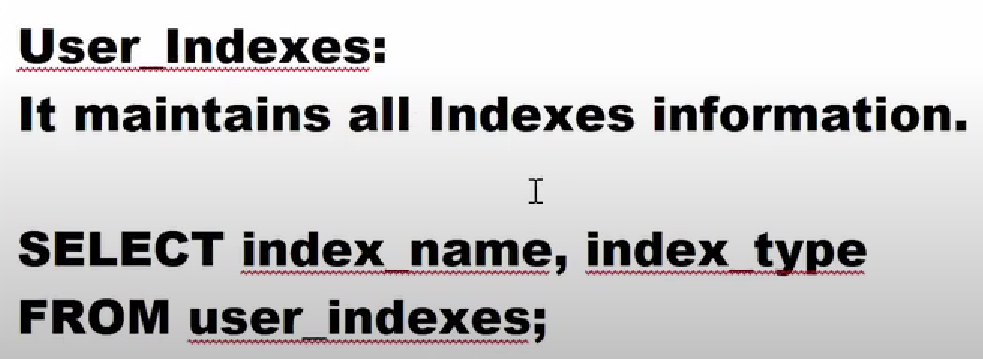 User_Indexes:
It maintains all Indexes information.
SELECT index_name, index_type
FROM user_indexes;